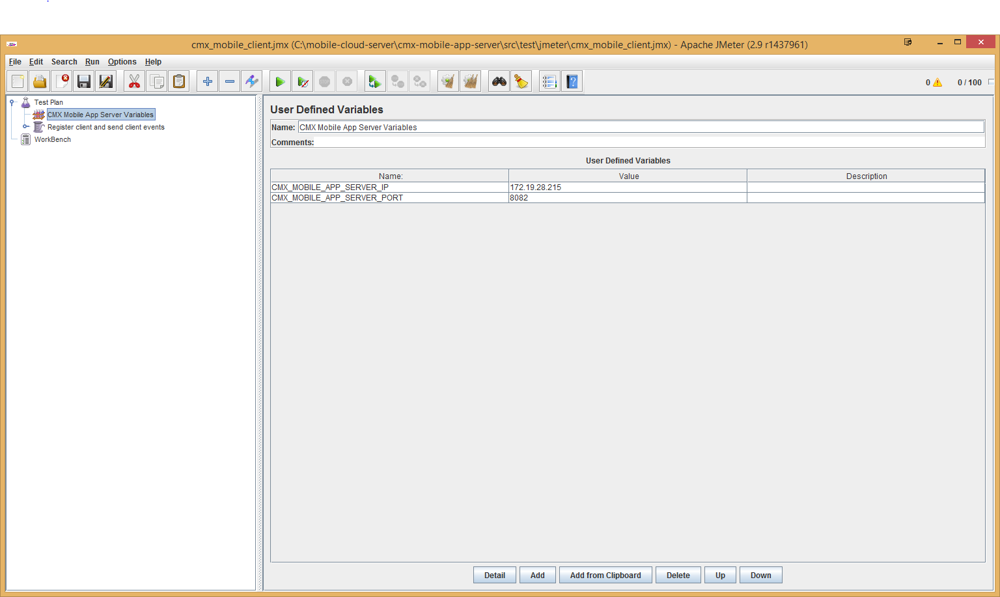 cmx_mobile_client.jmx (C:\mobile-cloud-server\cmx-mobile-app-server\src\test\jmeter\cmx_mobile_client.jmx) - Apache JMeter (2.9 r1437961)
File Edit Search Run Options Help
0 0 / 100
Test Plan
CMX Mobile App Server Variables
Register client and send client events
WorkBench
User Defined Variables
Name: CMX Mobile App Server Variables
Comments:
User Defined Variables
Name: Value Description
CMX_MOBILE_APP_SERVER_IP 172.19.28.215
CMX_MOBILE_APP_SERVER_PORT 8082
Detail Add Add from Clipboard Delete Up Down